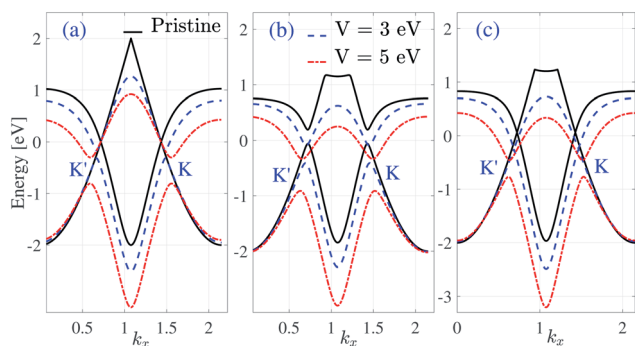 (a) Pristine (b) V = 3 eV (c)
V = 5 eV
Energy [eV]
2
1
0
-1
-2
K'
K
0.5 1 1.5 2
k_x
2
1
0
-1
-2
K'
K
0.5 1 1.5 2
k_x
2
1
0
-1
-2
-3
K'
K
0 0.5 1 1.5 2
k_x